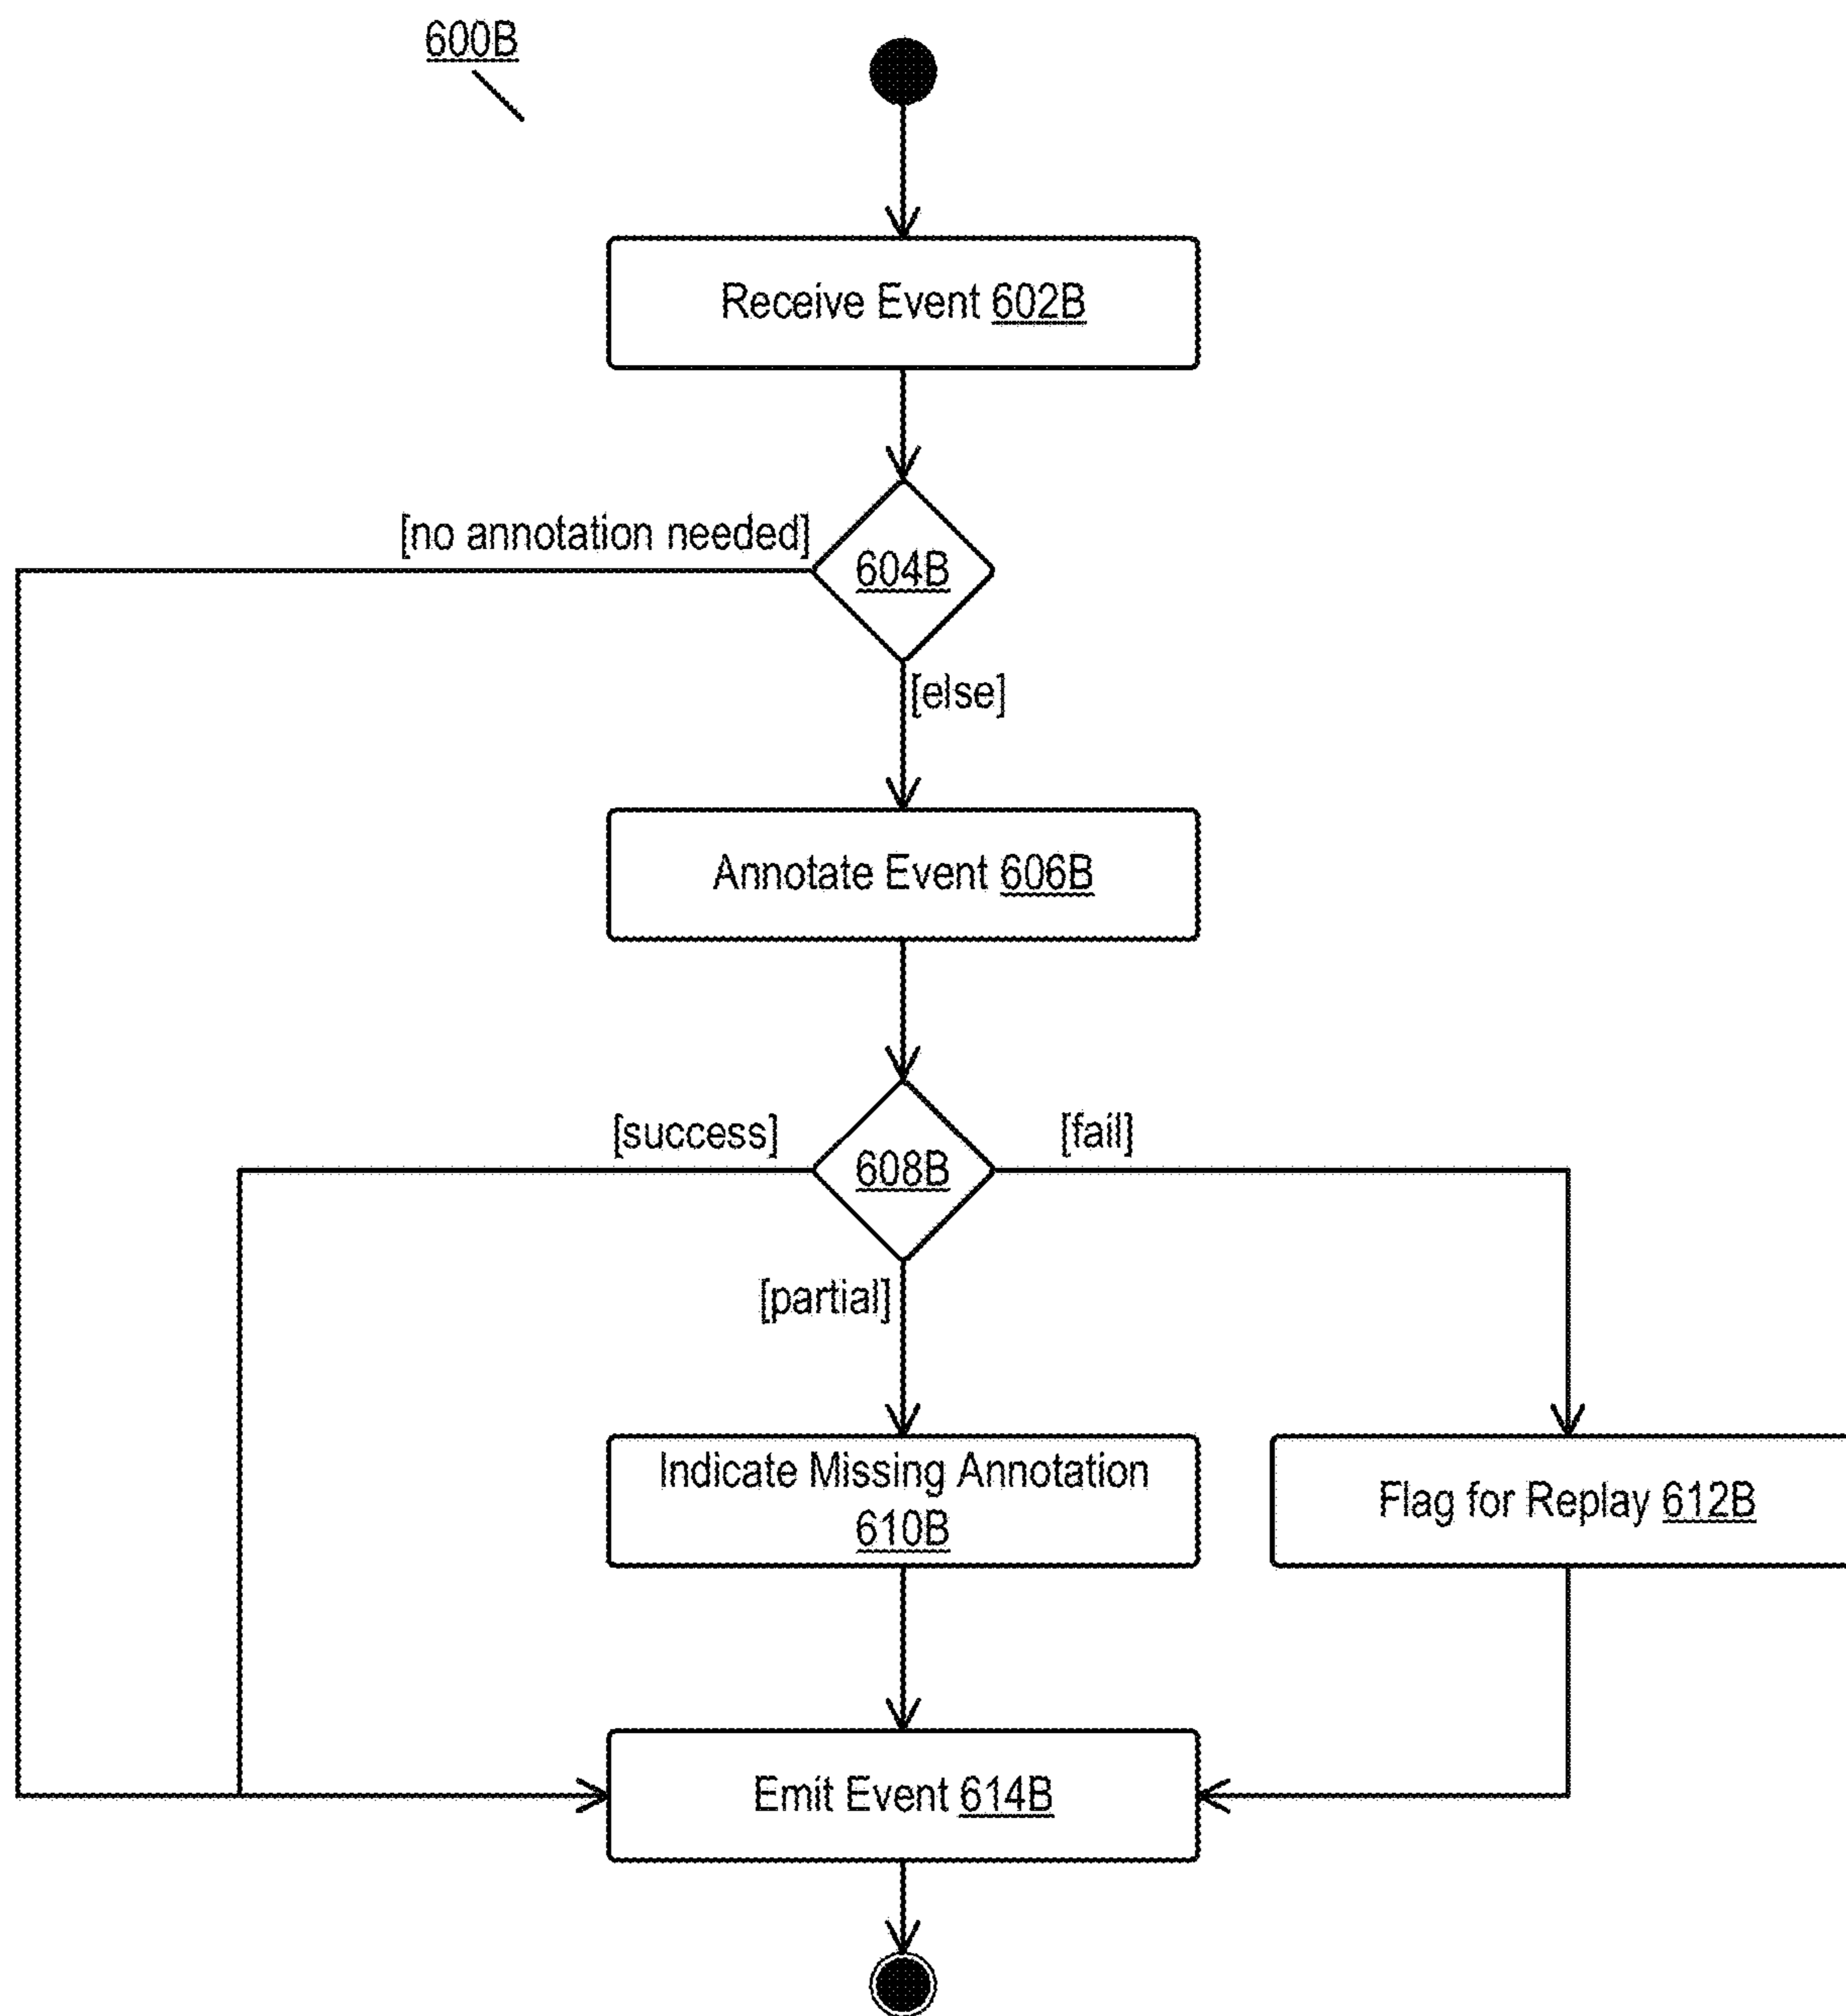 600B
Receive Event 602B
[no annotation needed]
604B
[else]
Annotate Event 606B
[success]
608B
[fail]
[partial]
Indicate Missing Annotation
610B
Flag for Replay 612B
Emit Event 614B